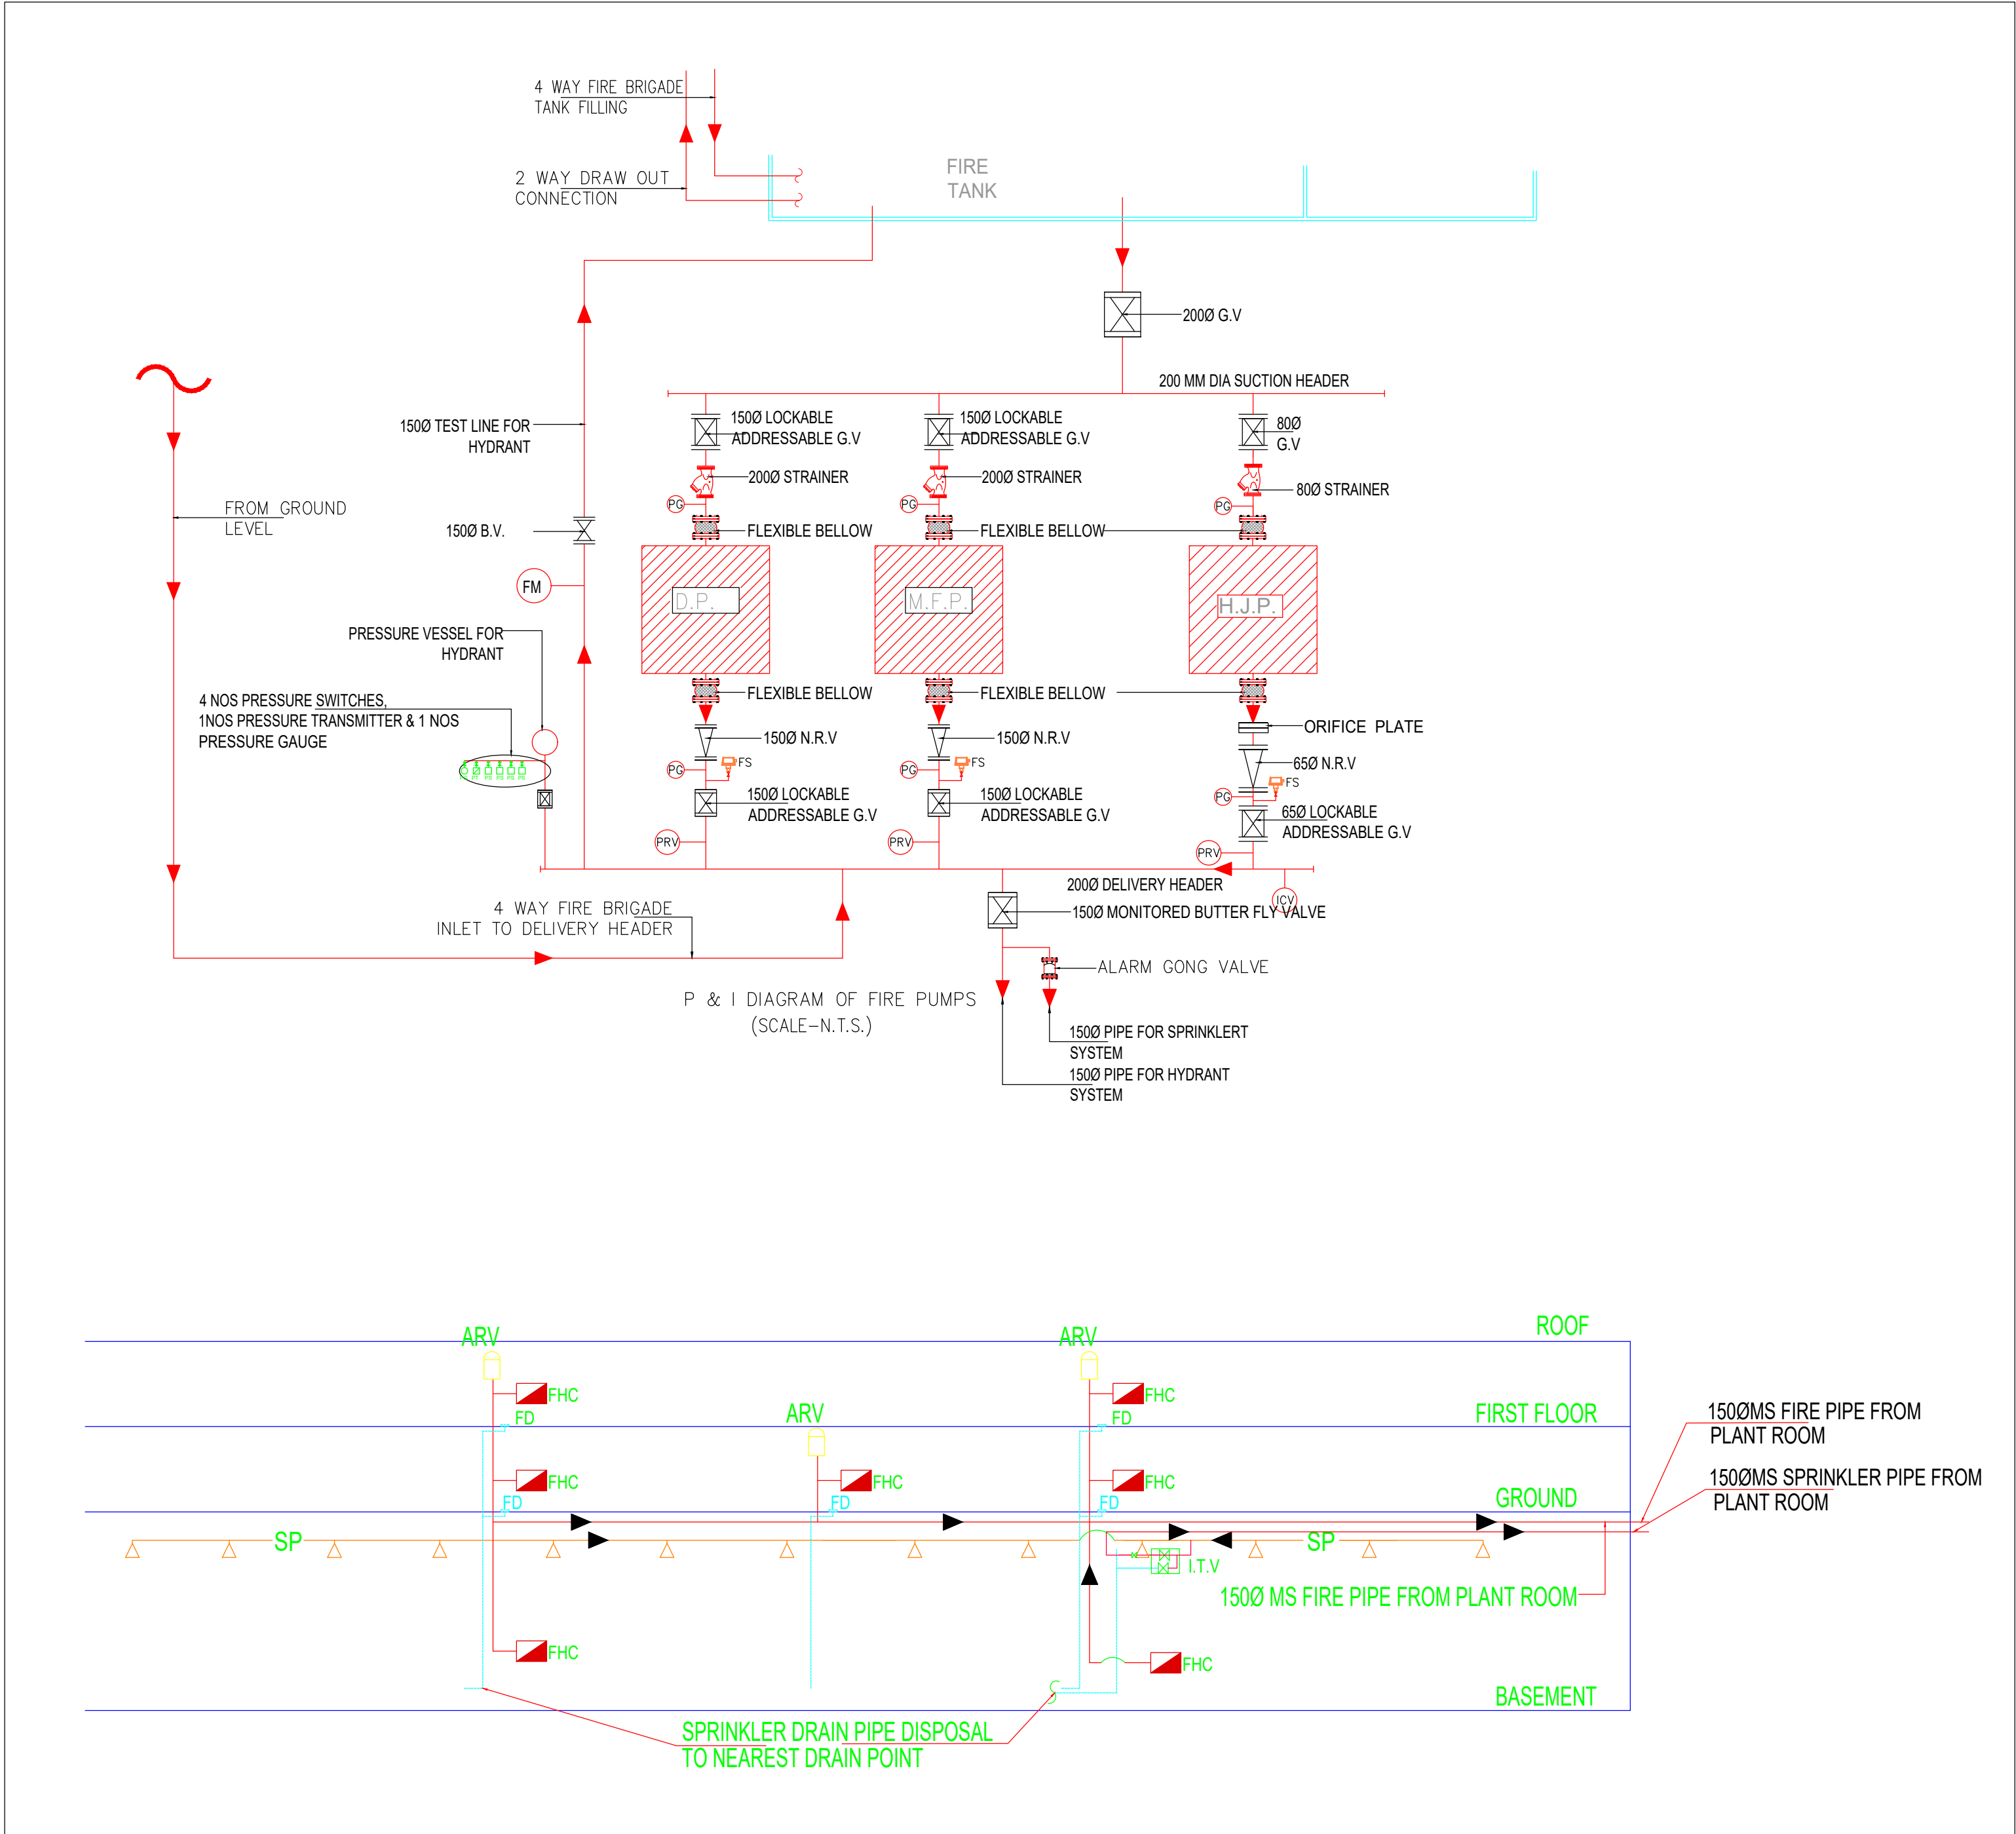 4 WAY FIRE BRIGADE
TANK FILLING
2 WAY DRAW OUT
CONNECTION
FIRE
TANK
200Ø G.V
200 MM DIA SUCTION HEADER
150Ø TEST LINE FOR
HYDRANT
150Ø LOCKABLE
ADDRESSABLE G.V
150Ø LOCKABLE
ADDRESSABLE G.V
80Ø
G.V
200Ø STRAINER
200Ø STRAINER
80Ø STRAINER
PG
PG
PG
FROM GROUND
LEVEL
150Ø B.V.
FLEXIBLE BELLOW
FLEXIBLE BELLOW
FM
D.P.
M.F.P.
H.J.P.
PRESSURE VESSEL FOR
HYDRANT
4 NOS PRESSURE SWITCHES,
1NOS PRESSURE TRANSMITTER & 1 NOS
PRESSURE GAUGE
FLEXIBLE BELLOW
FLEXIBLE BELLOW
ORIFICE PLATE
150Ø N.R.V
150Ø N.R.V
65Ø N.R.V
PG
FS
PG
FS
PG
FS
150Ø LOCKABLE
ADDRESSABLE G.V
150Ø LOCKABLE
ADDRESSABLE G.V
65Ø LOCKABLE
ADDRESSABLE G.V
PRV
PRV
PRV
200Ø DELIVERY HEADER
ICV
150Ø MONITORED BUTTER FLY VALVE
4 WAY FIRE BRIGADE
INLET TO DELIVERY HEADER
ALARM GONG VALVE
P & I DIAGRAM OF FIRE PUMPS
(SCALE-N.T.S.)
150Ø PIPE FOR SPRINKLERT
SYSTEM
150Ø PIPE FOR HYDRANT
SYSTEM
ROOF
ARV
ARV
FHC
FHC
FD
ARV
FD
FIRST FLOOR
150ØMS FIRE PIPE FROM
PLANT ROOM
FHC
FHC
FHC
150ØMS SPRINKLER PIPE FROM
PLANT ROOM
FD
FD
FD
GROUND
SP
SP
I.T.V
150Ø MS FIRE PIPE FROM PLANT ROOM
FHC
FHC
BASEMENT
SPRINKLER DRAIN PIPE DISPOSAL
TO NEAREST DRAIN POINT